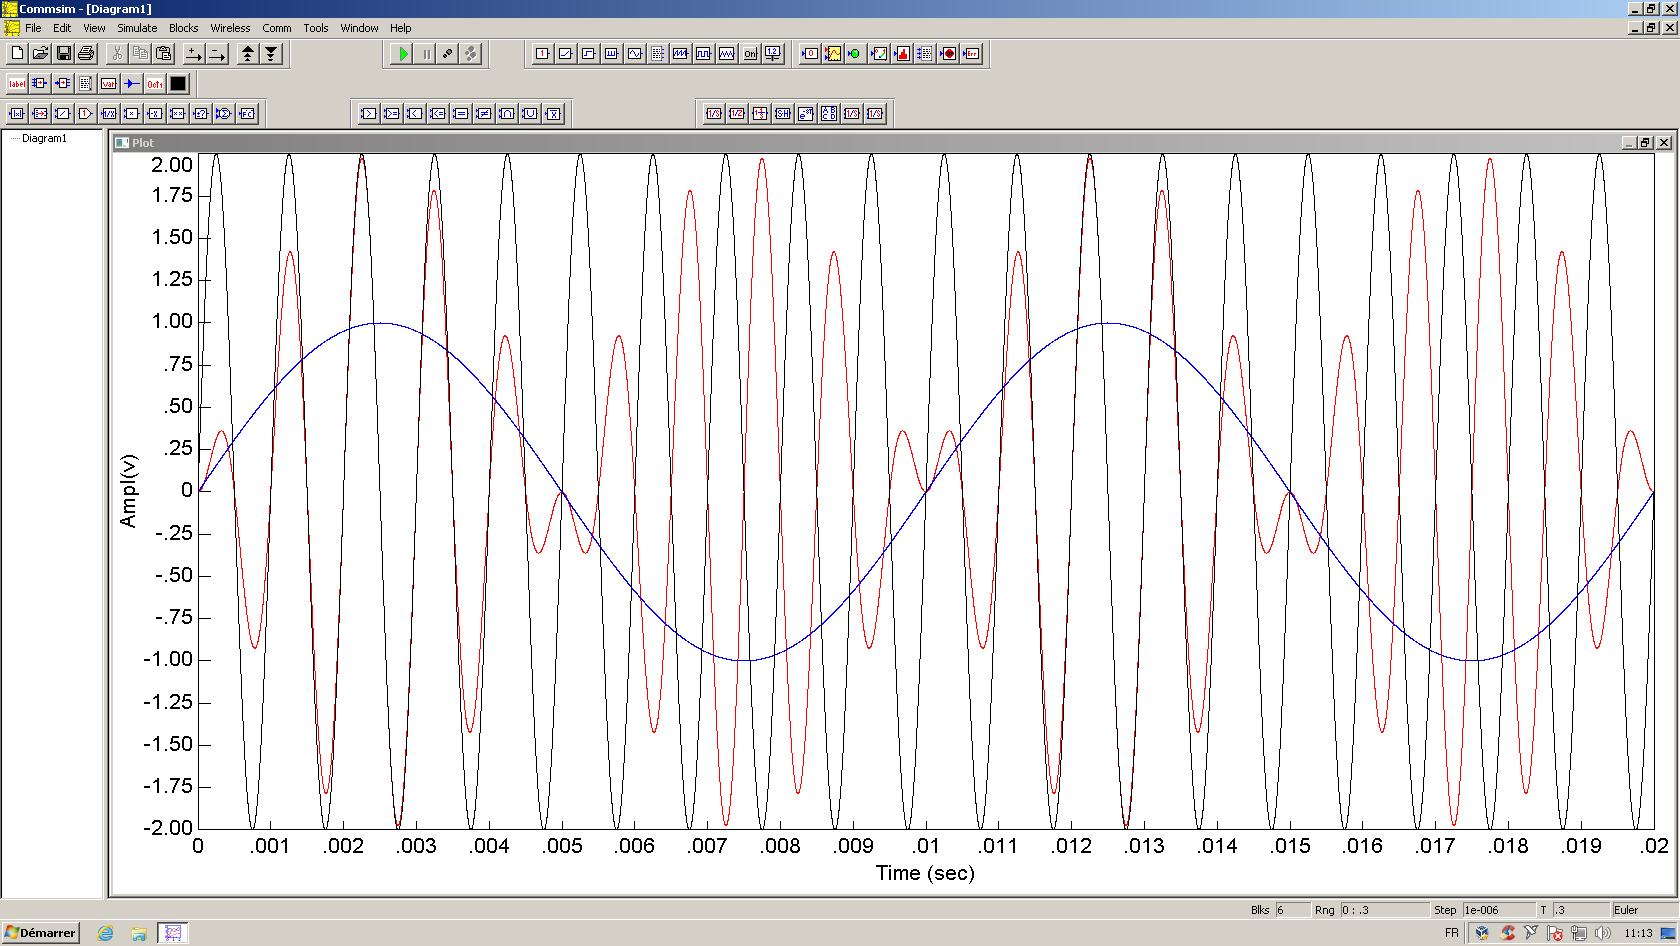 Commsim - [Diagram1]
File Edit View Simulate Blocks Wireless Comm Tools Window Help
Diagram1
Plot
2.00
1.75
1.50
1.25
1.00
.75
.50
.25
0
-.25
-.50
-.75
-1.00
-1.25
-1.50
-1.75
-2.00
Ampl(v)
0 .001 .002 .003 .004 .005 .006 .007 .008 .009 .01 .011 .012 .013 .014 .015 .016 .017 .018 .019 .02
Time (sec)
Blks 6 Rng 0 : .3 Step 1e-006 T .3 Euler
Démarrer
FR 11:13